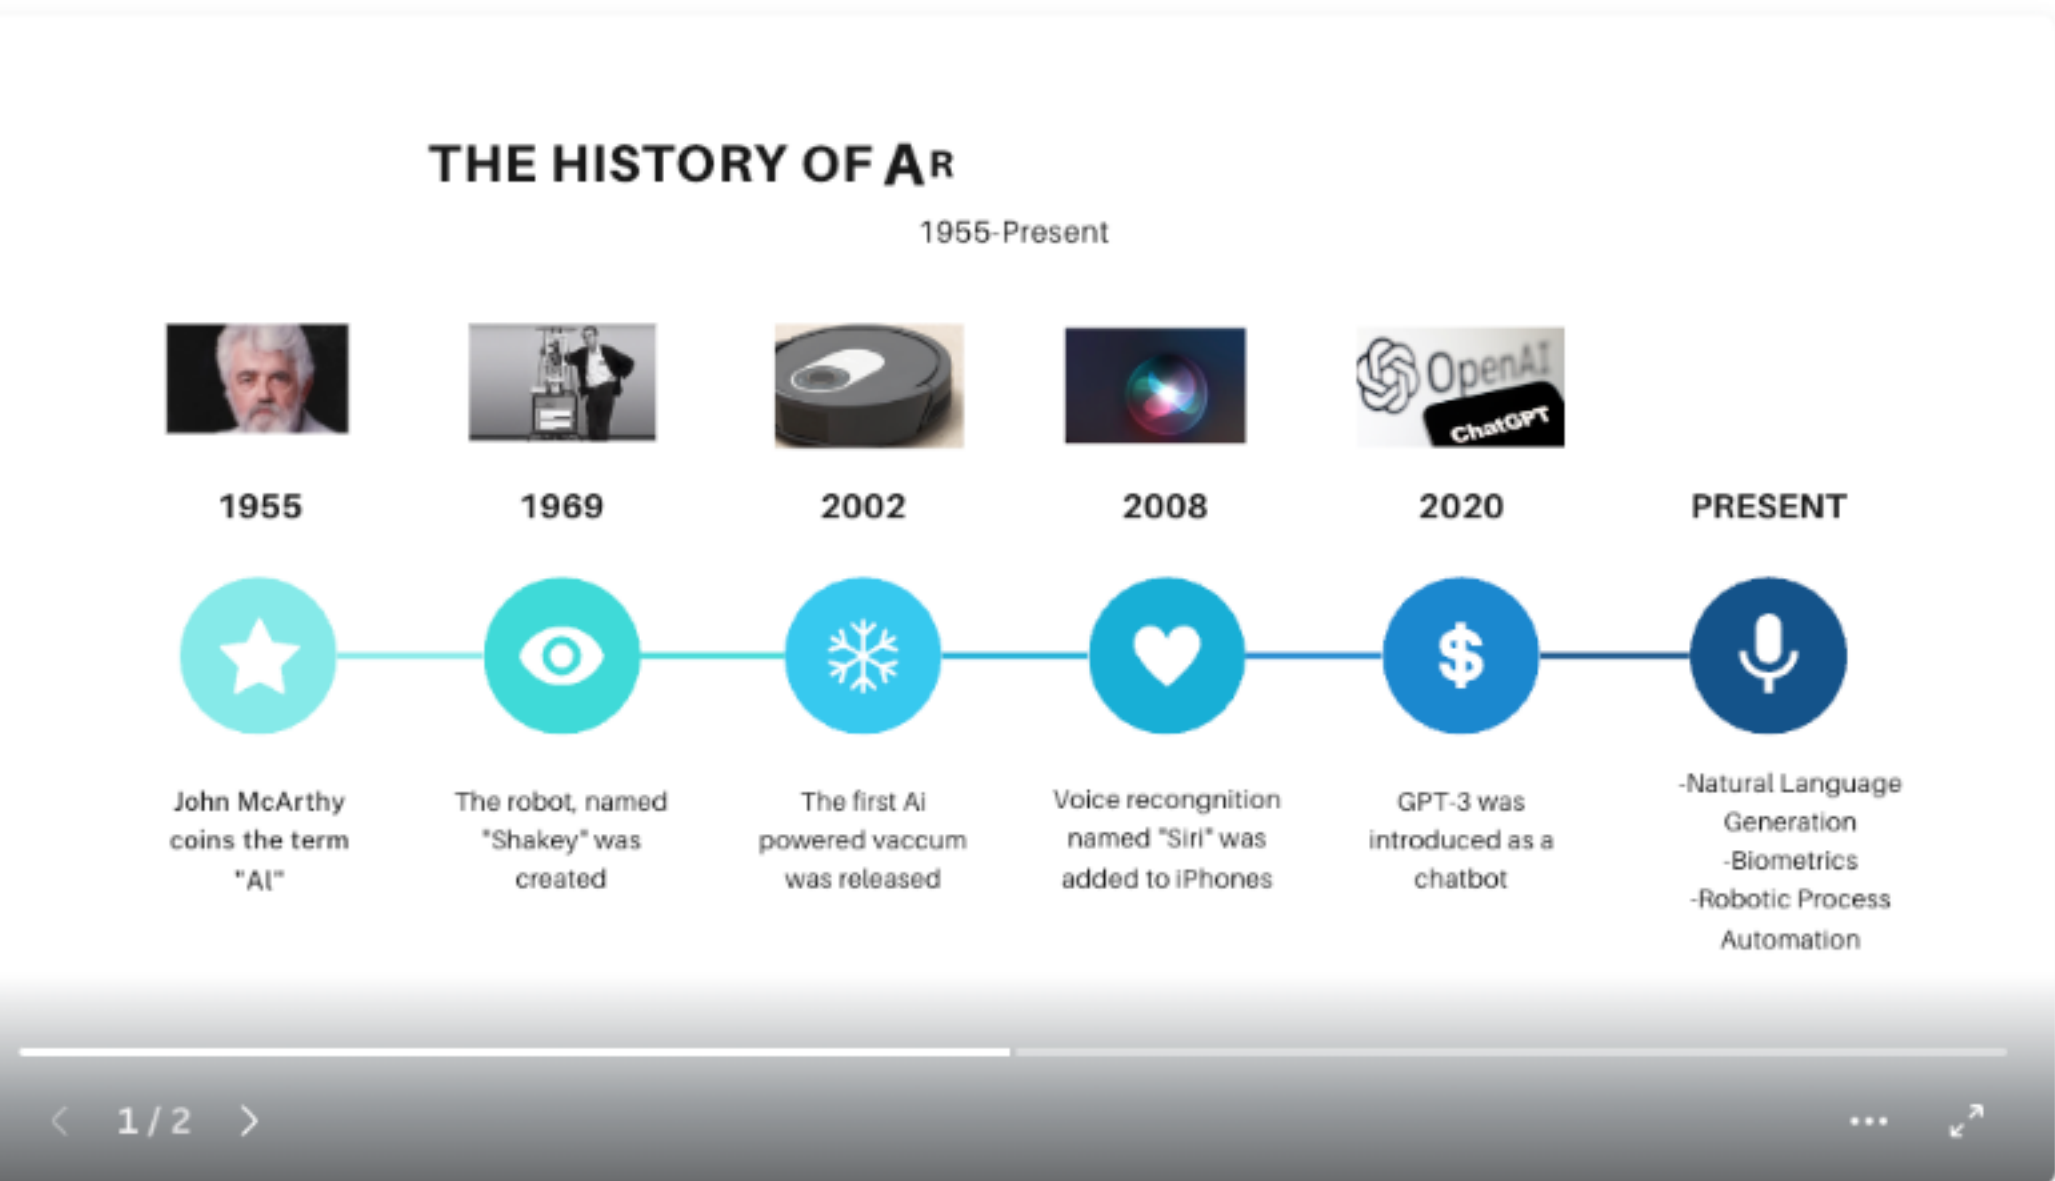 THE HISTORY OF AR
1955-Present
OpenAI
ChatGPT
1955
1969
2002
2008
2020
PRESENT
John McArthy
coins the term
"AI"
The robot, named
"Shakey" was
created
The first Ai
powered vaccum
was released
Voice recongnition
named "Siri" was
added to iPhones
GPT-3 was
introduced as a
chatbot
-Natural Language
Generation
-Biometrics
-Robotic Process
Automation
1 / 2